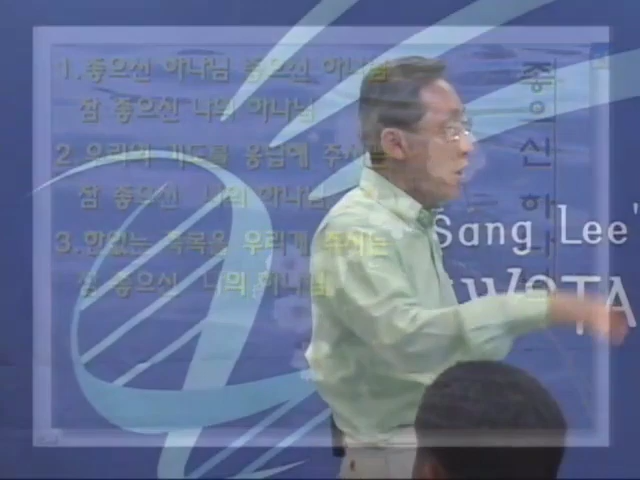 1.좋으신 하나님 좋으신 하나님
참 좋으신 나의 하나님
2.우리의 기도를 응답해 주시는
참 좋으신 나의 하나님
3.한없는 축복을 우리게 주시는
참 좋으신 나의 하나님
좋으신 하나
Sang Lee'